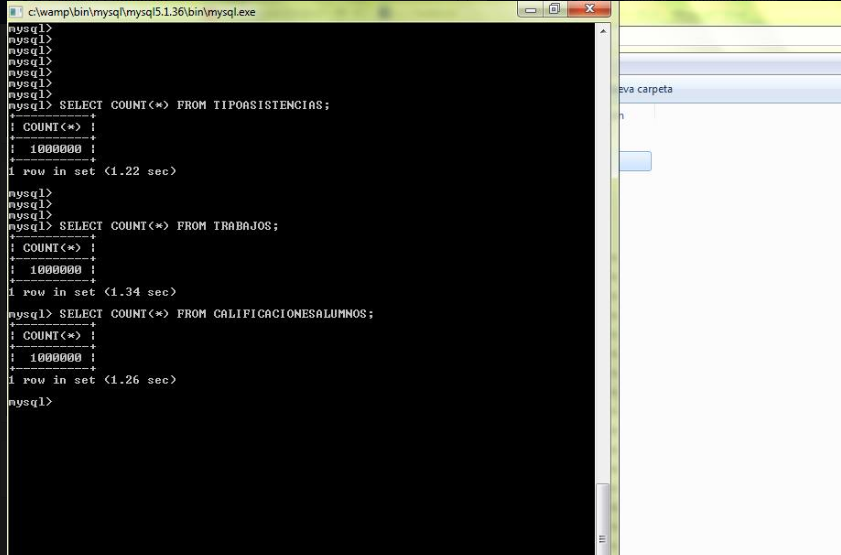 c:\wamp\bin\mysql\mysql5.1.36\bin\mysql.exe
mysql>
mysql>
mysql>
mysql>
mysql>
mysql>
mysql>
mysql> SELECT COUNT(*) FROM TIPOASISTENCIAS;
+----------+
| COUNT(*) |
+----------+
| 1000000 |
+----------+
1 row in set (1.22 sec)
mysql>
mysql>
mysql>
mysql> SELECT COUNT(*) FROM TRABAJOS;
+----------+
| COUNT(*) |
+----------+
| 1000000 |
+----------+
1 row in set (1.34 sec)
mysql> SELECT COUNT(*) FROM CALIFICACIONESALUMNOS;
+----------+
| COUNT(*) |
+----------+
| 1000000 |
+----------+
1 row in set (1.26 sec)
mysql>
eva carpeta
n